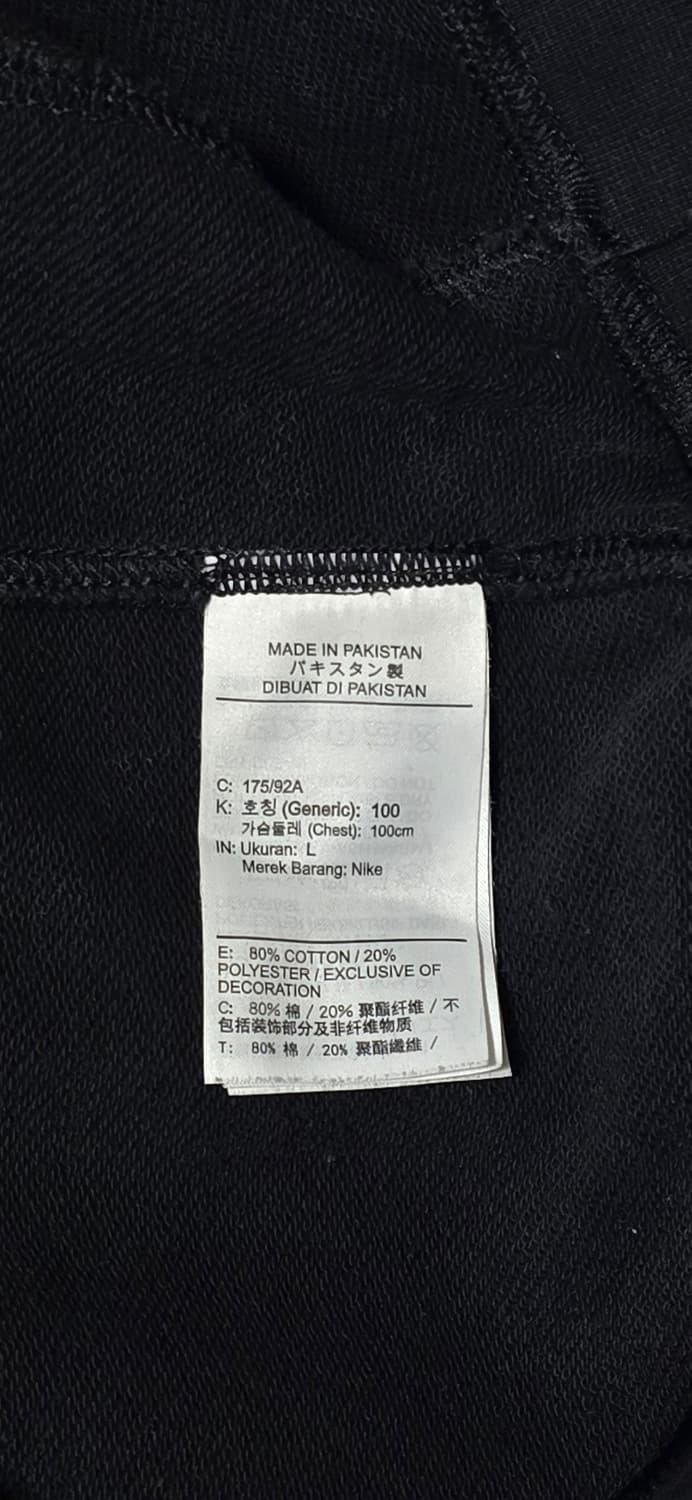 MADE IN PAKISTAN
パキスタン製
DIBUAT DI PAKISTAN
C: 175/92A
K: 호칭 (Generic): 100
가슴둘레 (Chest): 100cm
IN: Ukuran: L
Merek Barang: Nike
E: 80% COTTON / 20%
POLYESTER / EXCLUSIVE OF
DECORATION
C: 80% 棉 / 20% 聚酯纤维 / 不
包括装饰部分及非纤维物质
T: 80% 棉 / 20% 聚酯纖維 /